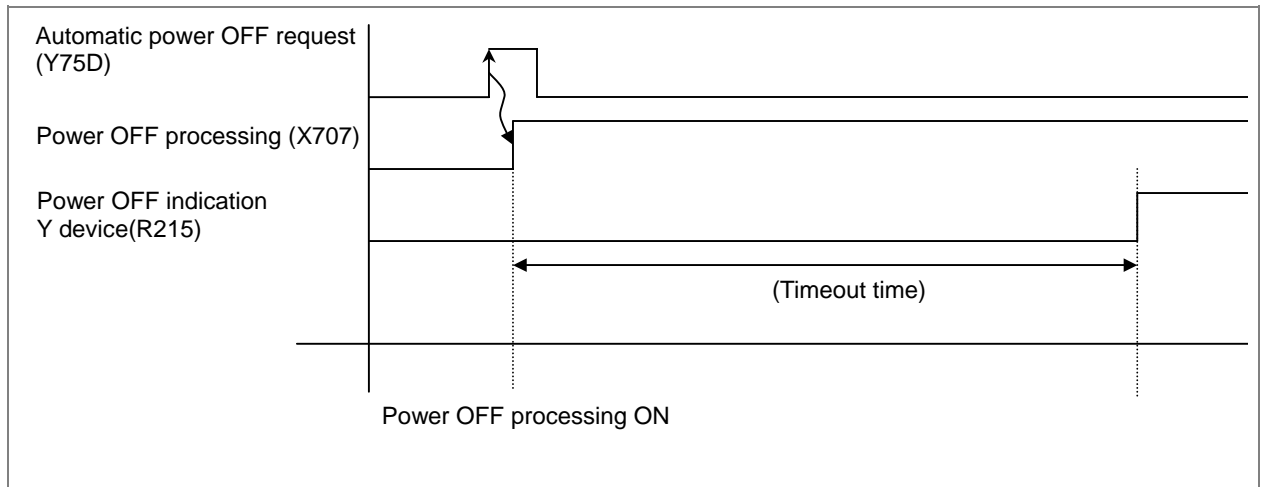 Automatic power OFF request
(Y75D)
Power OFF processing (X707)
Power OFF indication
Y device(R215)
(Timeout time)
Power OFF processing ON